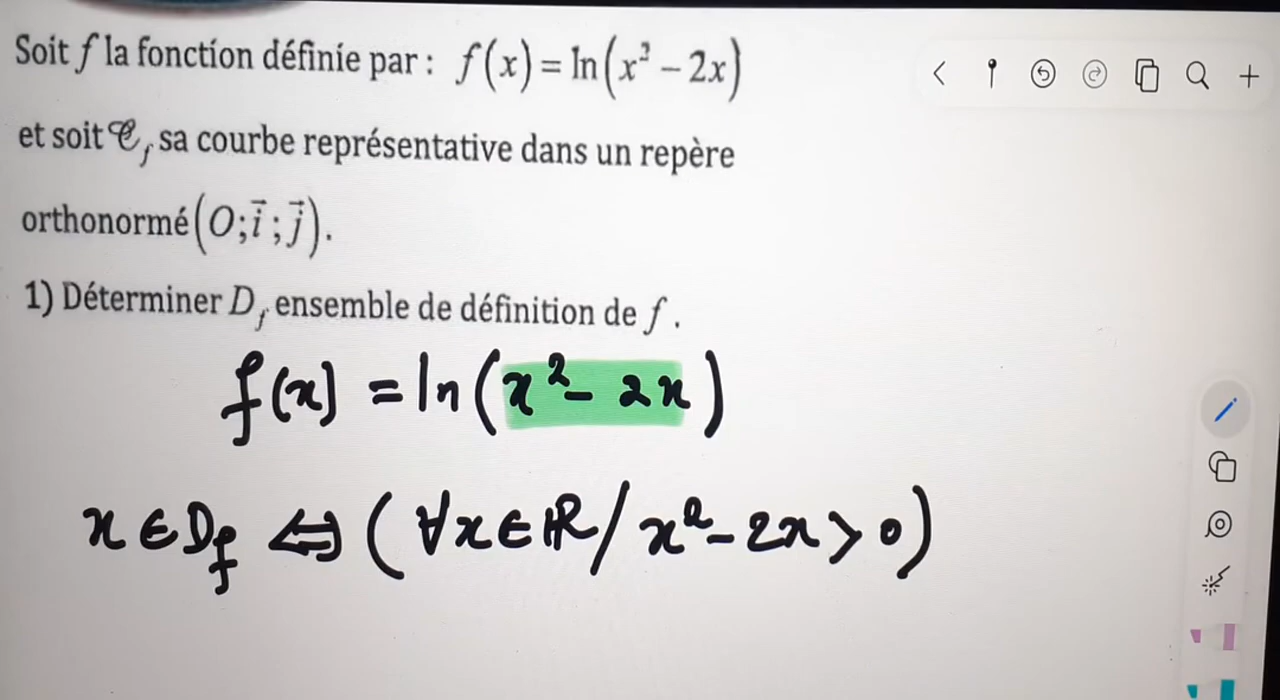 Soit f la fonction définie par : f(x) = ln(x² − 2x)
et soit 𝒞f sa courbe représentative dans un repère
orthonormé (O; i⃗ ; j⃗).
1) Déterminer Df ensemble de définition de f .
f(x) = ln(x² − 2x)
x ∈ Df ⇔ ( ∀x ∈ ℝ / x² − 2x > 0 )